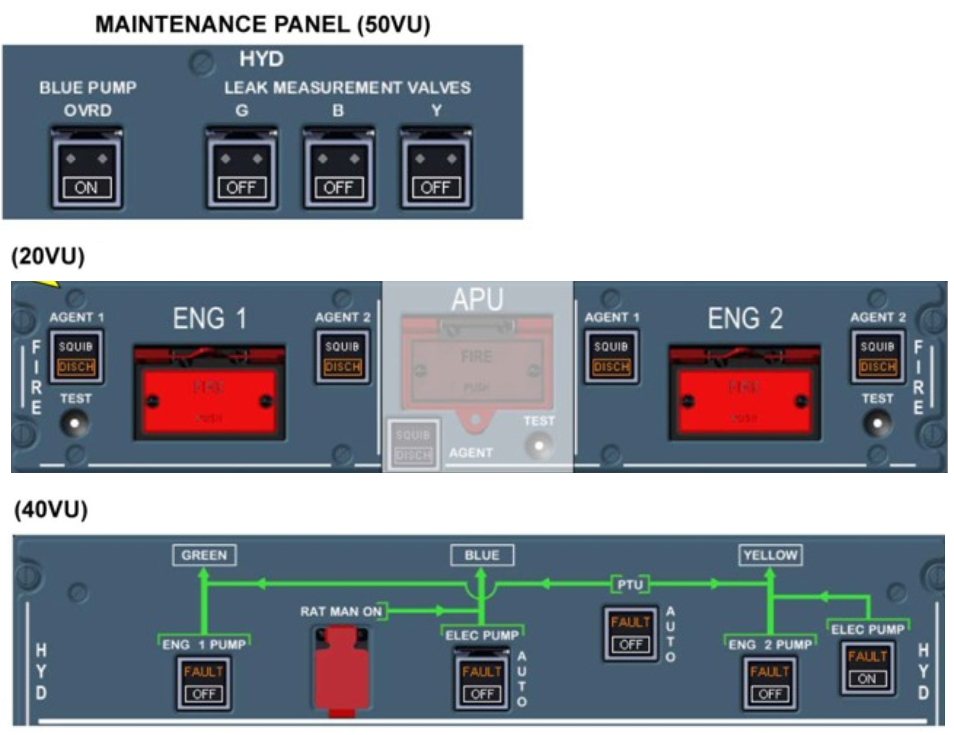 MAINTENANCE PANEL (50VU)
HYD
BLUE PUMP LEAK MEASUREMENT VALVES
OVRD G B Y
ON OFF OFF OFF
(20VU)
AGENT 1 ENG 1 AGENT 2 APU AGENT 1 ENG 2 AGENT 2
SQUIB SQUIB SQUIB SQUIB
DISCH DISCH DISCH DISCH
FIRE FIRE FIRE
TEST PUSH TEST
TEST
SQUIB
DISCH AGENT
(40VU)
GREEN BLUE YELLOW
PTU
RAT MAN ON
ENG 1 PUMP ELEC PUMP AUTO ENG 2 PUMP ELEC PUMP
HYD FAULT FAULT AUTO FAULT FAULT FAULT HYD
OFF OFF OFF OFF ON